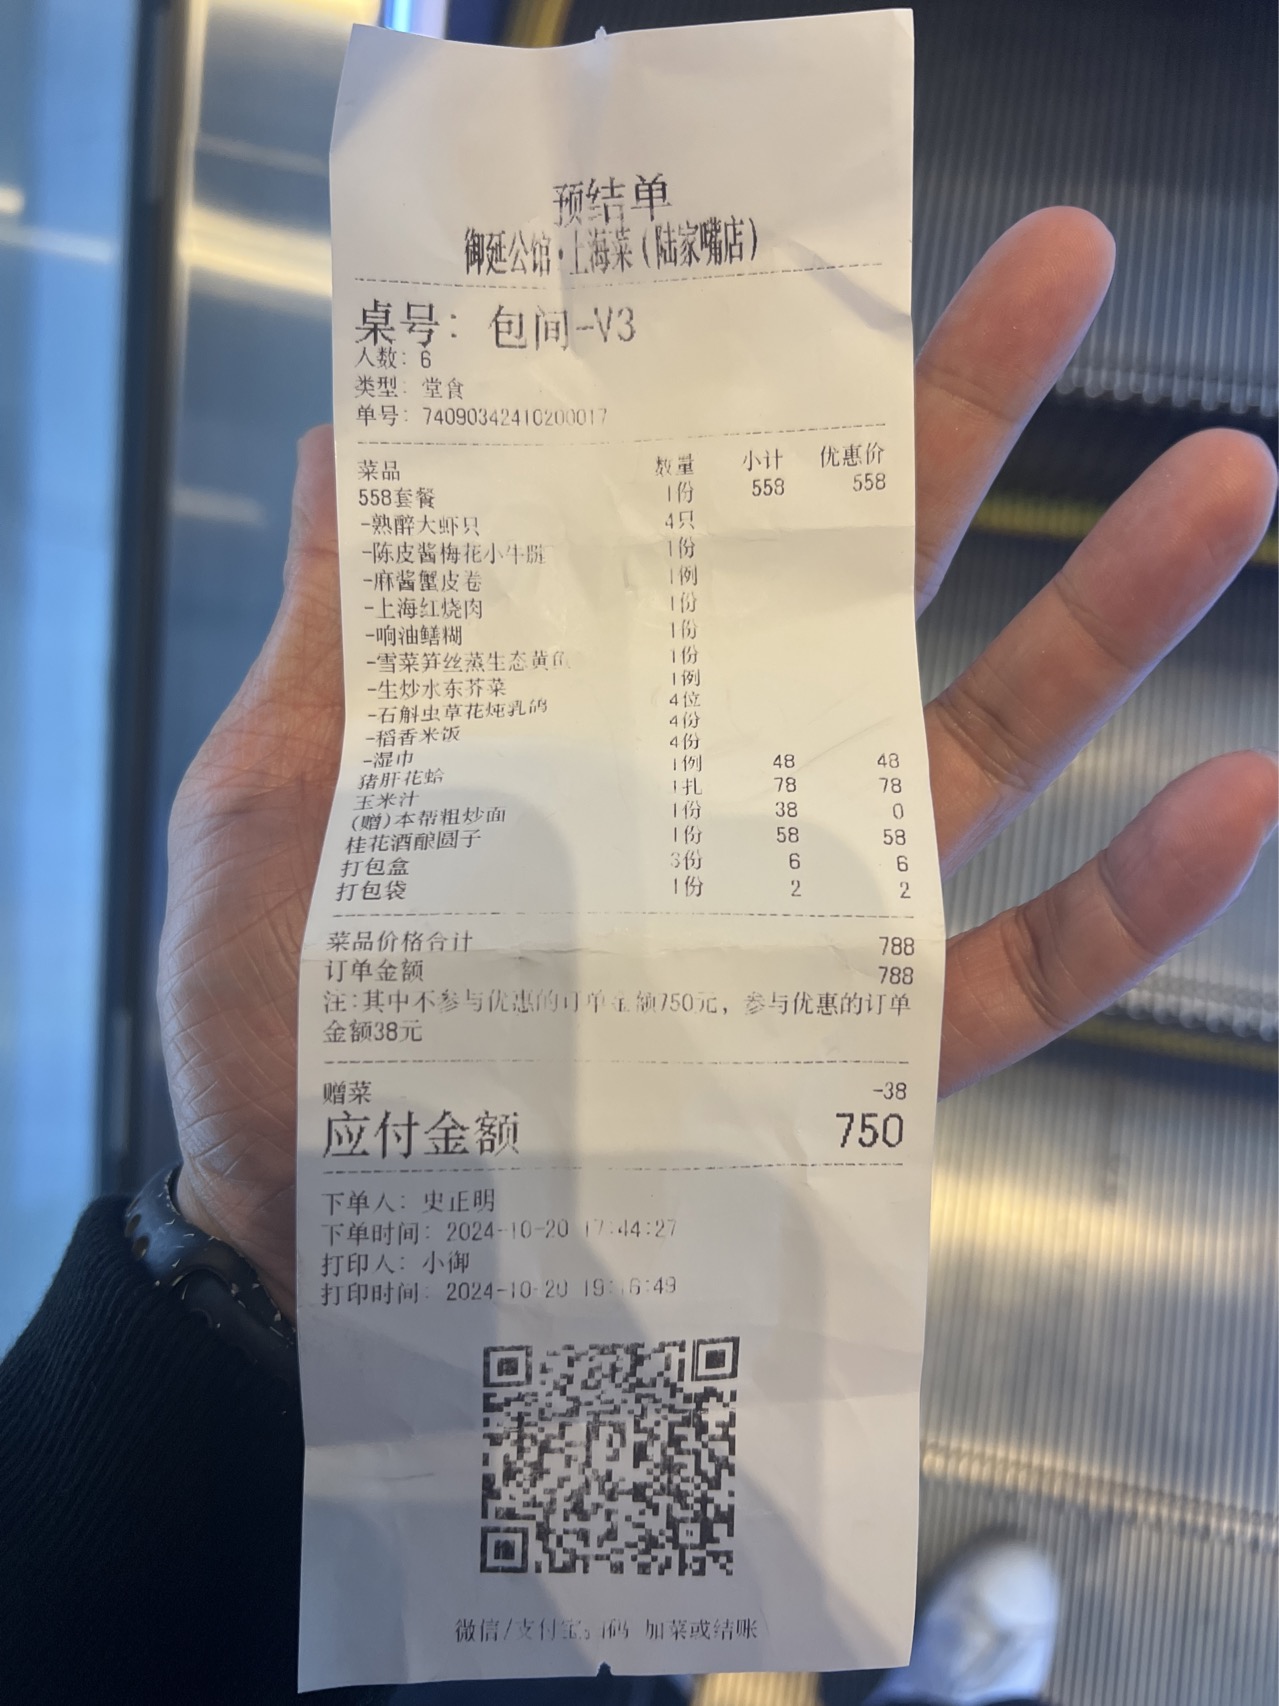 预结单
御延公馆·上海菜(陆家嘴店)
桌号: 包间-V3
人数: 6
类型: 堂食
单号: 74090342410200017
菜品 数量 小计 优惠价
558套餐 1份 558 558
-熟醉大虾只 4只
-陈皮酱梅花小牛腱 1份
-麻酱蟹皮卷 1例
-上海红烧肉 1份
-响油鳝糊 1份
-雪菜笋丝蒸生态黄鱼 1份
-生炒水东芥菜 1例
-石斛虫草花炖乳鸽 4位
-稻香米饭 4份
-湿巾 4份
猪肝花蛤 1例 48 48
玉米汁 1扎 78 78
(赠)本帮粗炒面 1份 38 0
桂花酒酿圆子 1份 58 58
打包盒 3份 6 6
打包袋 1份 2 2
菜品价格合计 788
订单金额 788
注:其中不参与优惠的订单金额750元, 参与优惠的订单
金额38元
赠菜 -38
应付金额 750
下单人: 史正明
下单时间: 2024-10-20 17:44:27
打印人: 小御
打印时间: 2024-10-20
微信/支付宝 码 加菜或结账